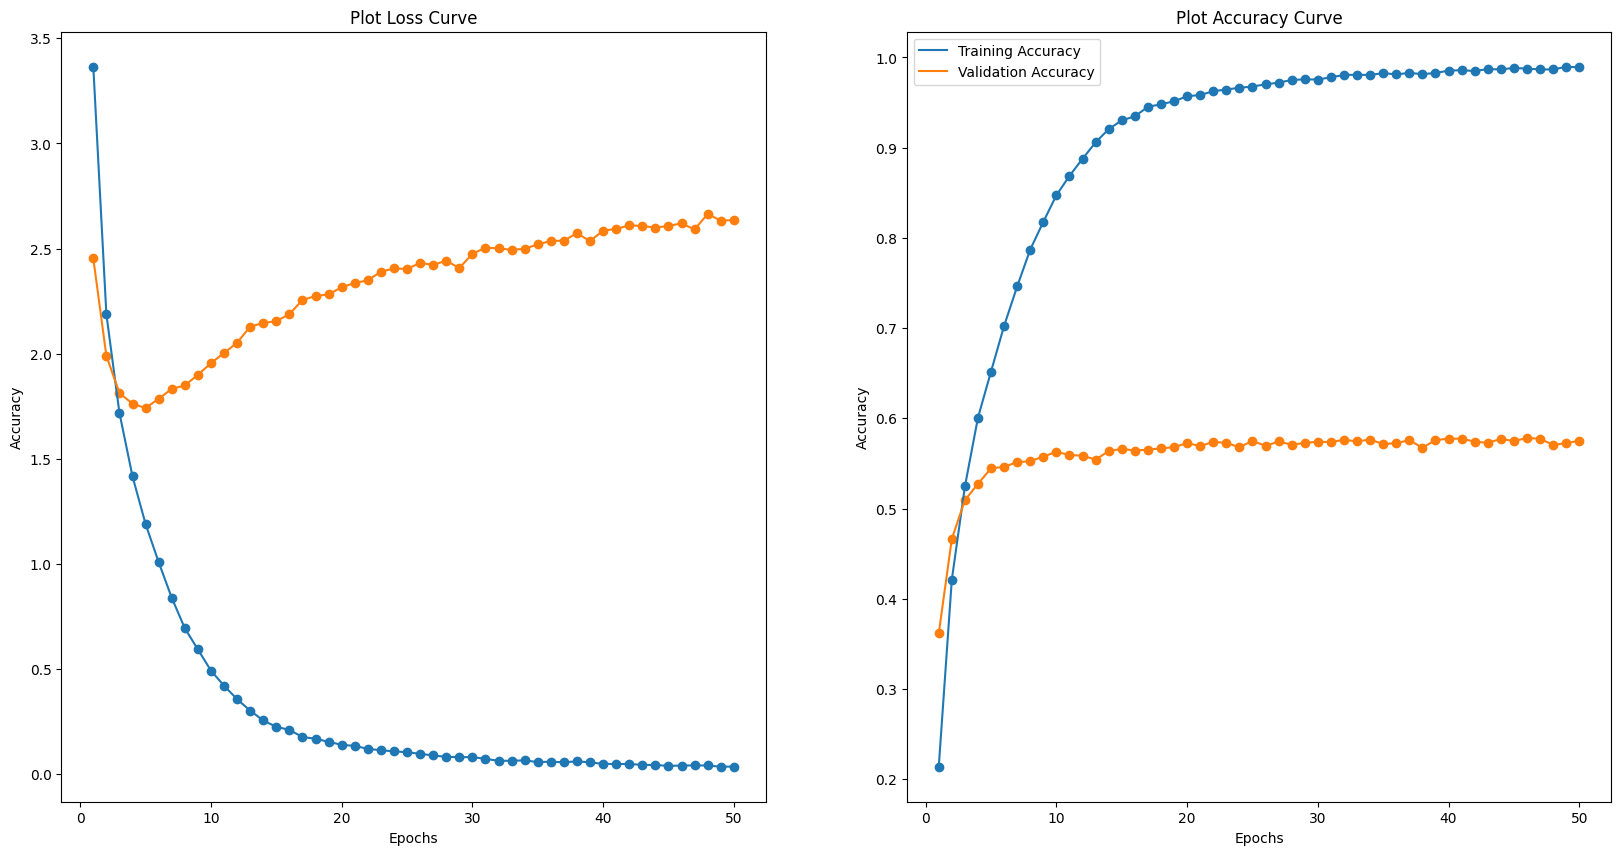 Plot Loss Curve
3.5
3.0
2.5
2.0
1.5
1.0
0.5
0.0
Accuracy
0 10 20 30 40 50
Epochs
Plot Accuracy Curve
Training Accuracy
Validation Accuracy
1.0
0.9
0.8
0.7
0.6
0.5
0.4
0.3
0.2
Accuracy
0 10 20 30 40 50
Epochs